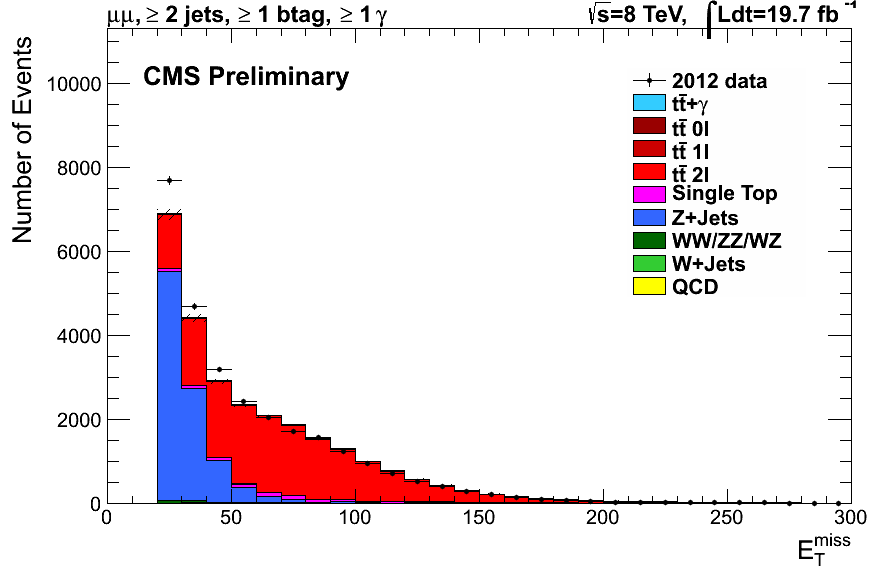 μμ, ≥ 2 jets, ≥ 1 btag, ≥ 1 γ
√s=8 TeV, ∫Ldt=19.7 fb⁻¹
CMS Preliminary
2012 data
tt̄+γ
tt̄ 0l
tt̄ 1l
tt̄ 2l
Single Top
Z+Jets
WW/ZZ/WZ
W+Jets
QCD
Number of Events
10000
8000
6000
4000
2000
0
0 50 100 150 200 250 300
E_T^miss